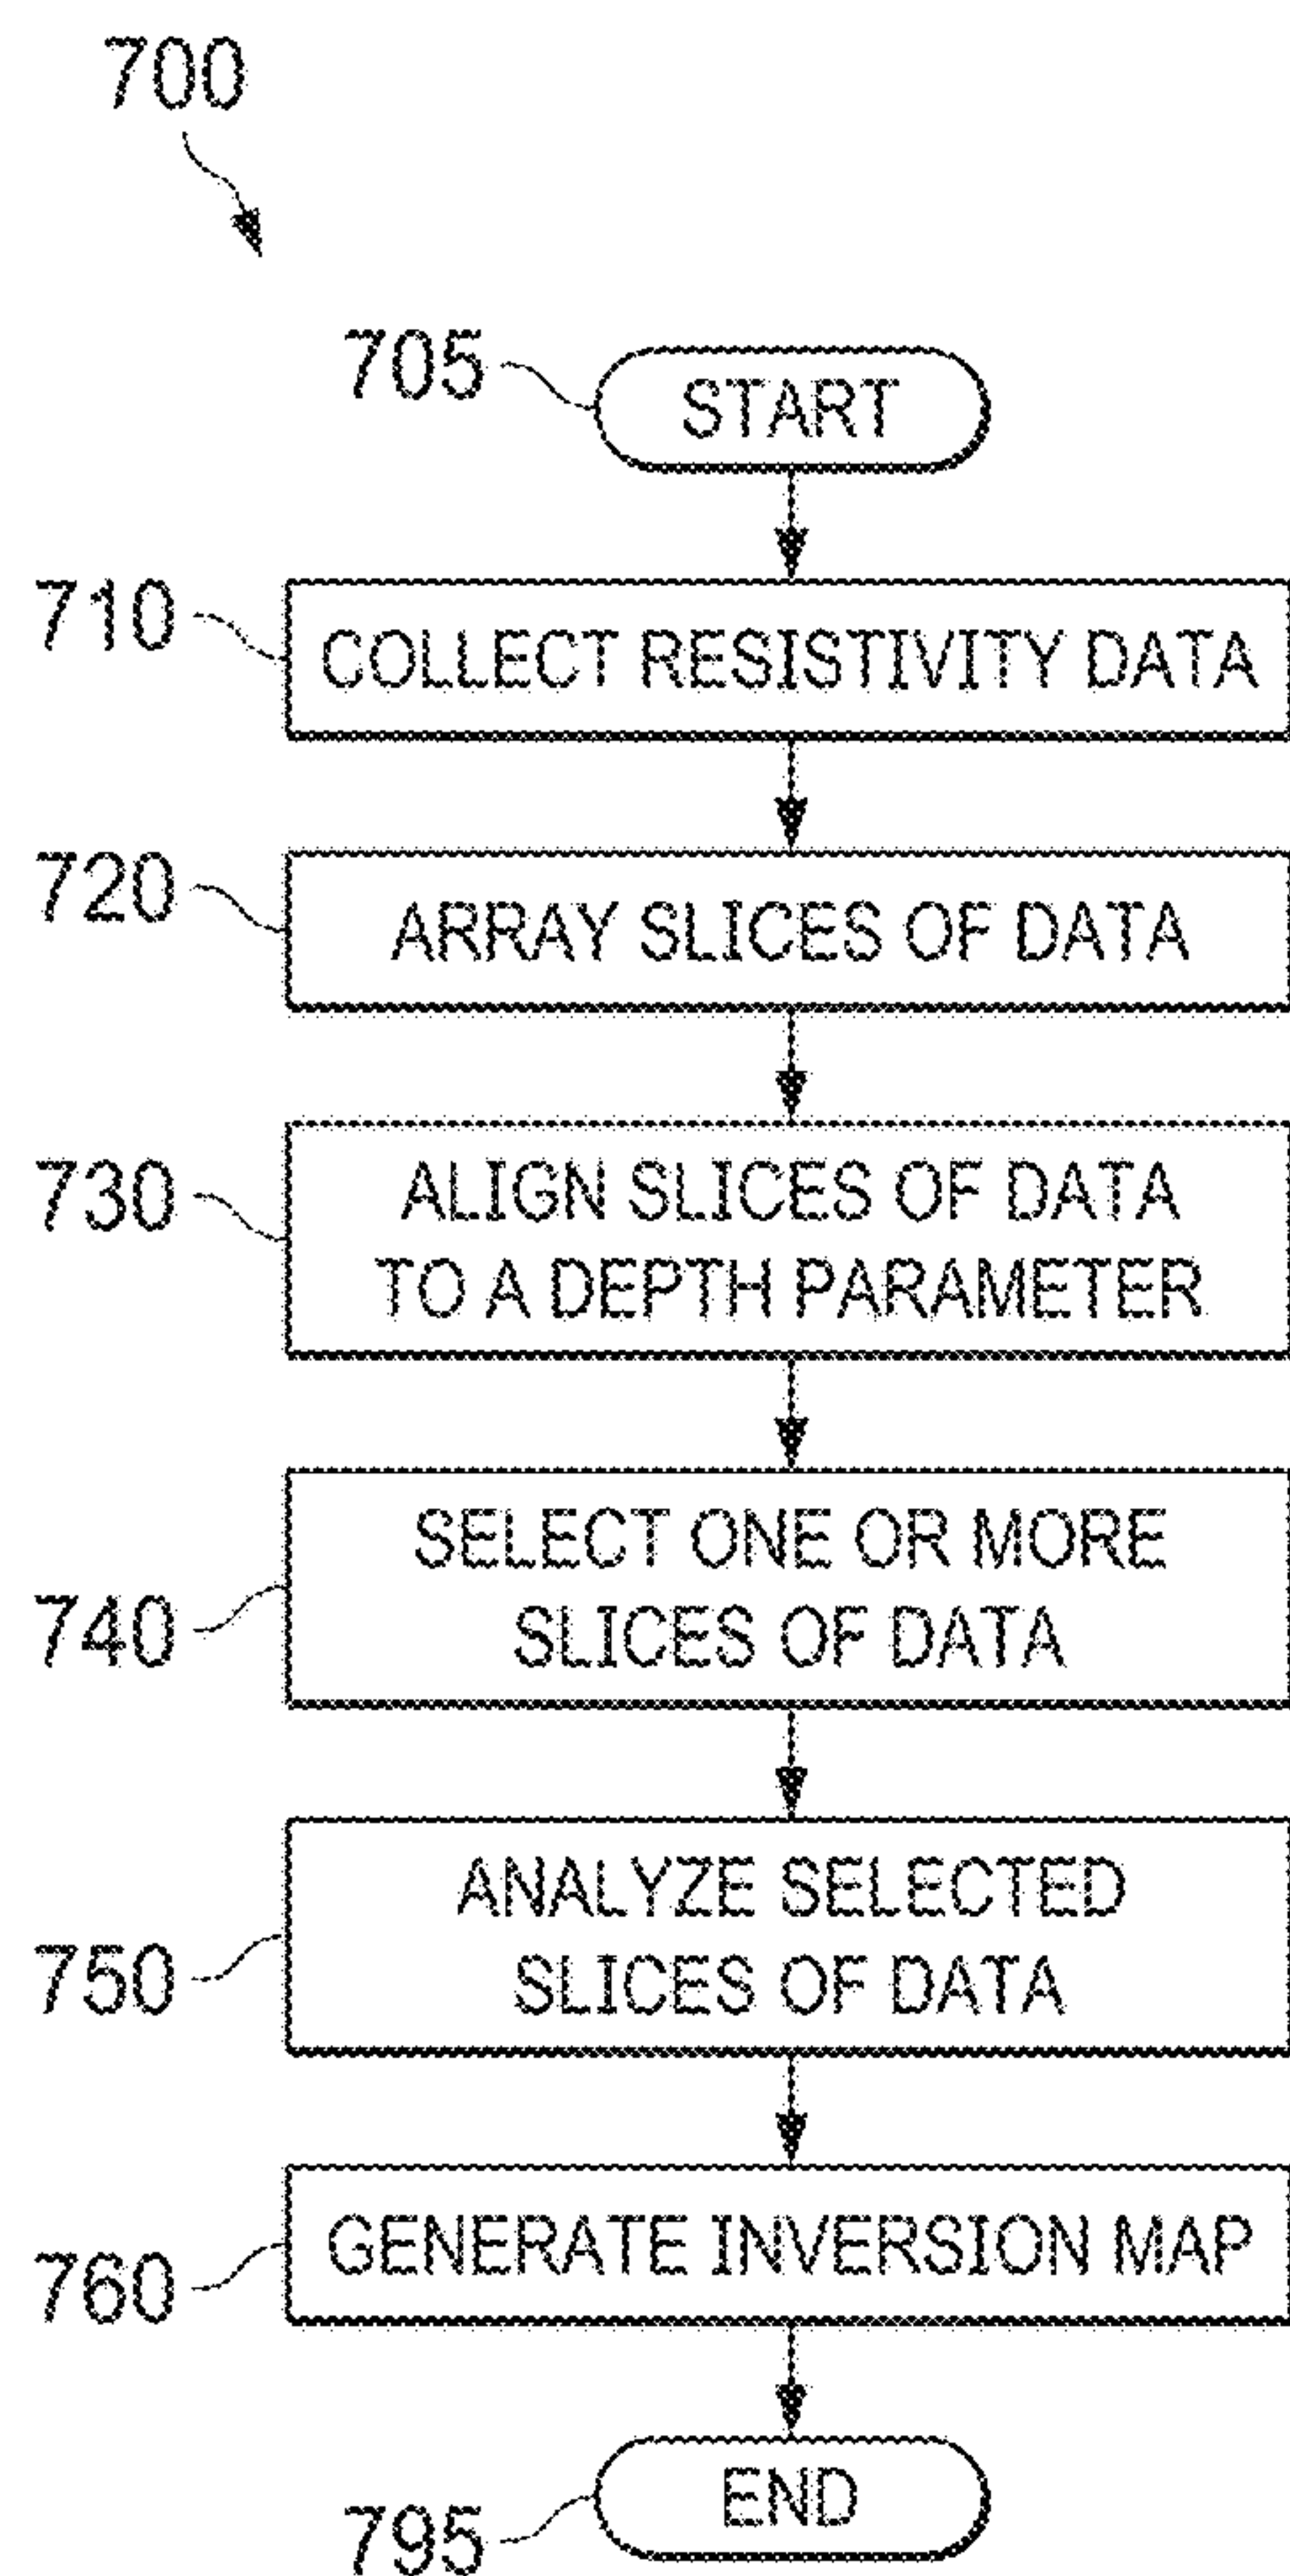 700
705
START
710
COLLECT RESISTIVITY DATA
720
ARRAY SLICES OF DATA
730
ALIGN SLICES OF DATA
TO A DEPTH PARAMETER
740
SELECT ONE OR MORE
SLICES OF DATA
750
ANALYZE SELECTED
SLICES OF DATA
760
GENERATE INVERSION MAP
795
END